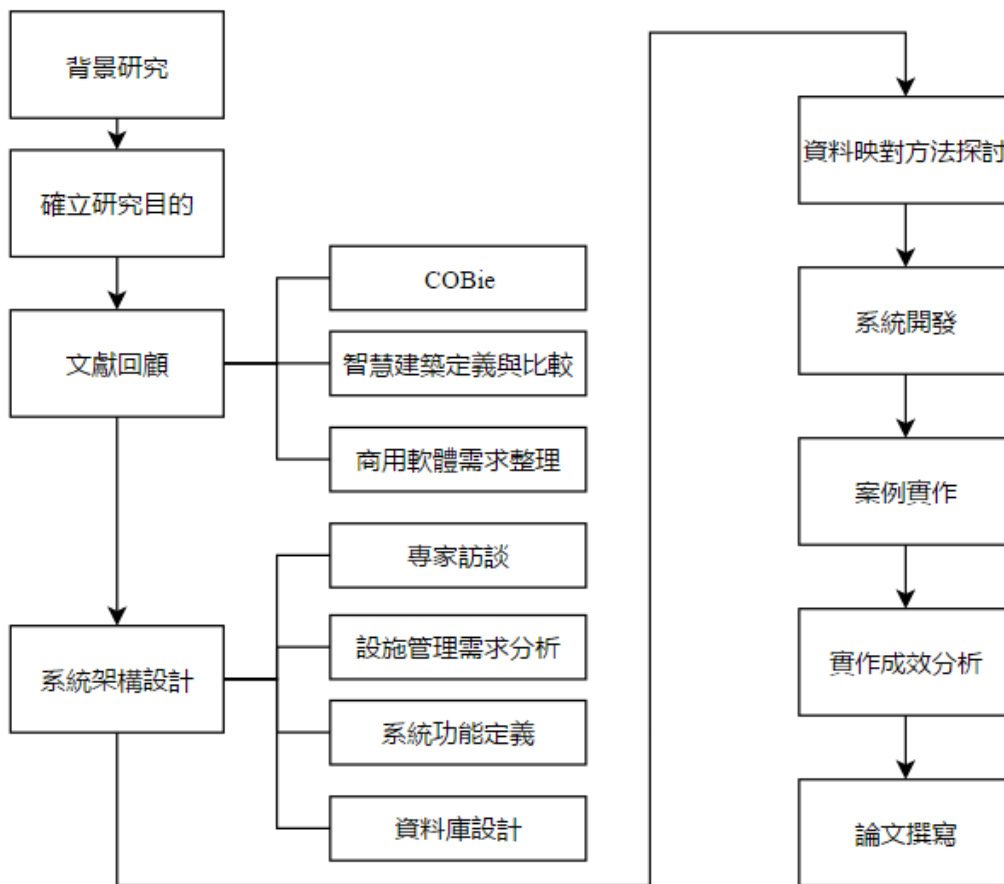 背景研究
確立研究目的
文獻回顧
COBie
智慧建築定義與比較
商用軟體需求整理
系統架構設計
專家訪談
設施管理需求分析
系統功能定義
資料庫設計
資料映對方法探討
系統開發
案例實作
實作成效分析
論文撰寫